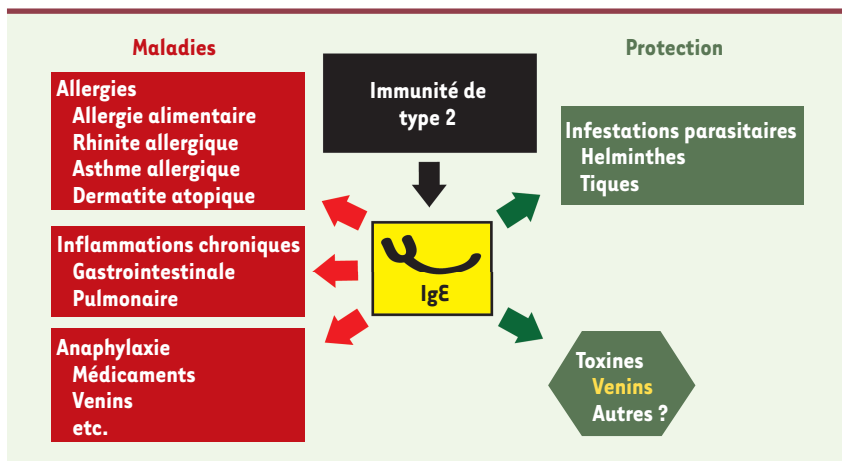 Maladies
Allergies
Allergie alimentaire
Rhinite allergique
Asthme allergique
Dermatite atopique
Inflammations chroniques
Gastrointestinale
Pulmonaire
Anaphylaxie
Médicaments
Venins
etc.
Immunité de
type 2
IgE
Protection
Infestations parasitaires
Helminthes
Tiques
Toxines
Venins
Autres ?